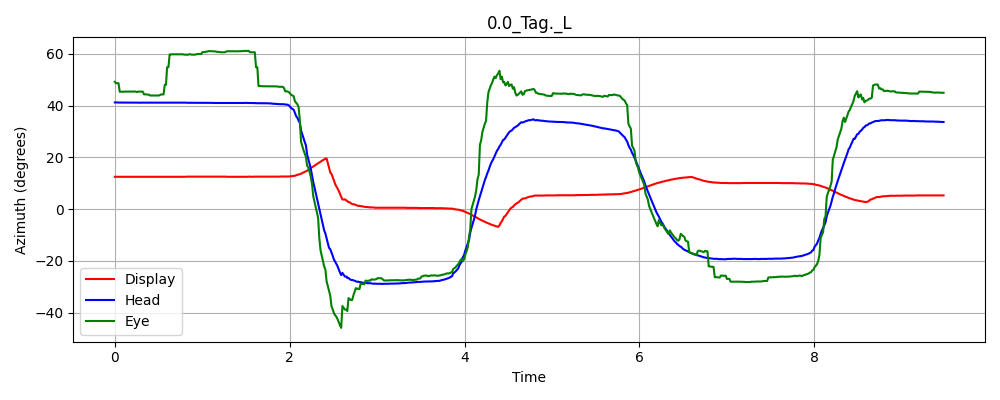 0.0_Tag._L
Azimuth (degrees)
60
40
20
0
−20
−40
Display
Head
Eye
0 2 4 6 8
Time